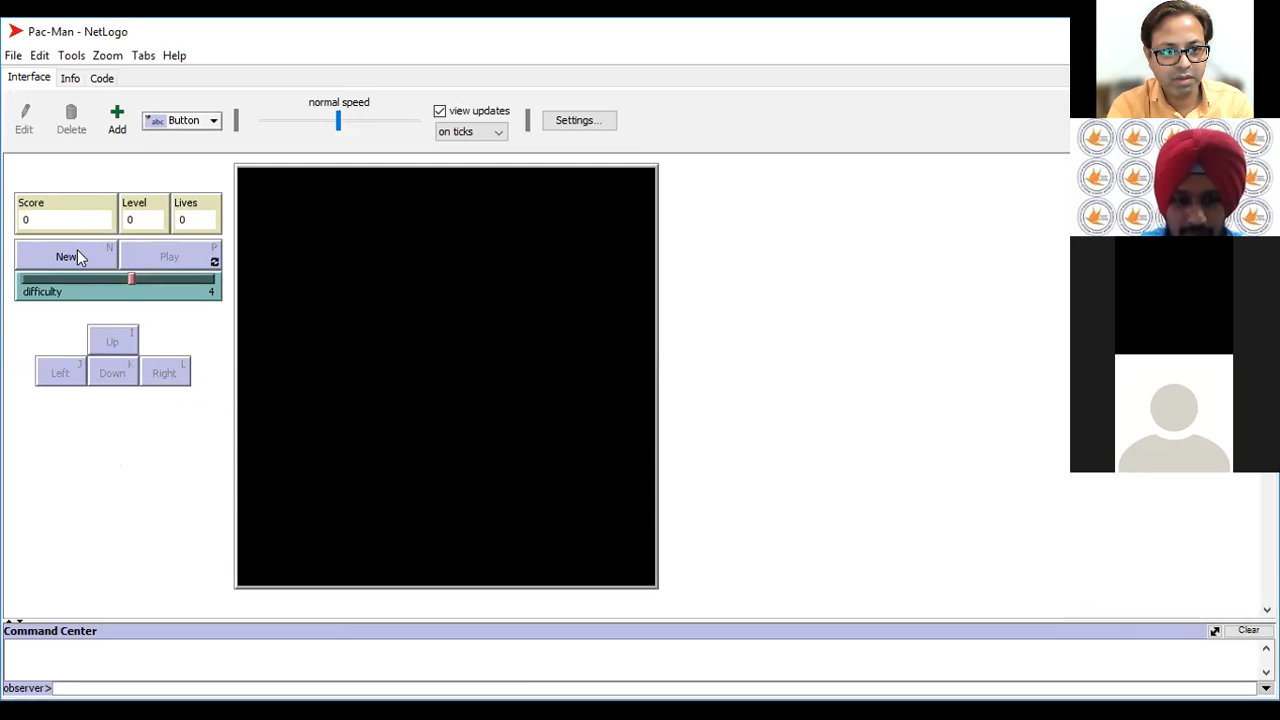 Pac-Man - NetLogo
File Edit Tools Zoom Tabs Help
Interface Info Code
Edit Delete Add abc Button normal speed view updates on ticks Settings...
Score Level Lives
0 0 0
New N Play P
difficulty 4
Up I
Left J Down K Right L
Command Center Clear
observer>